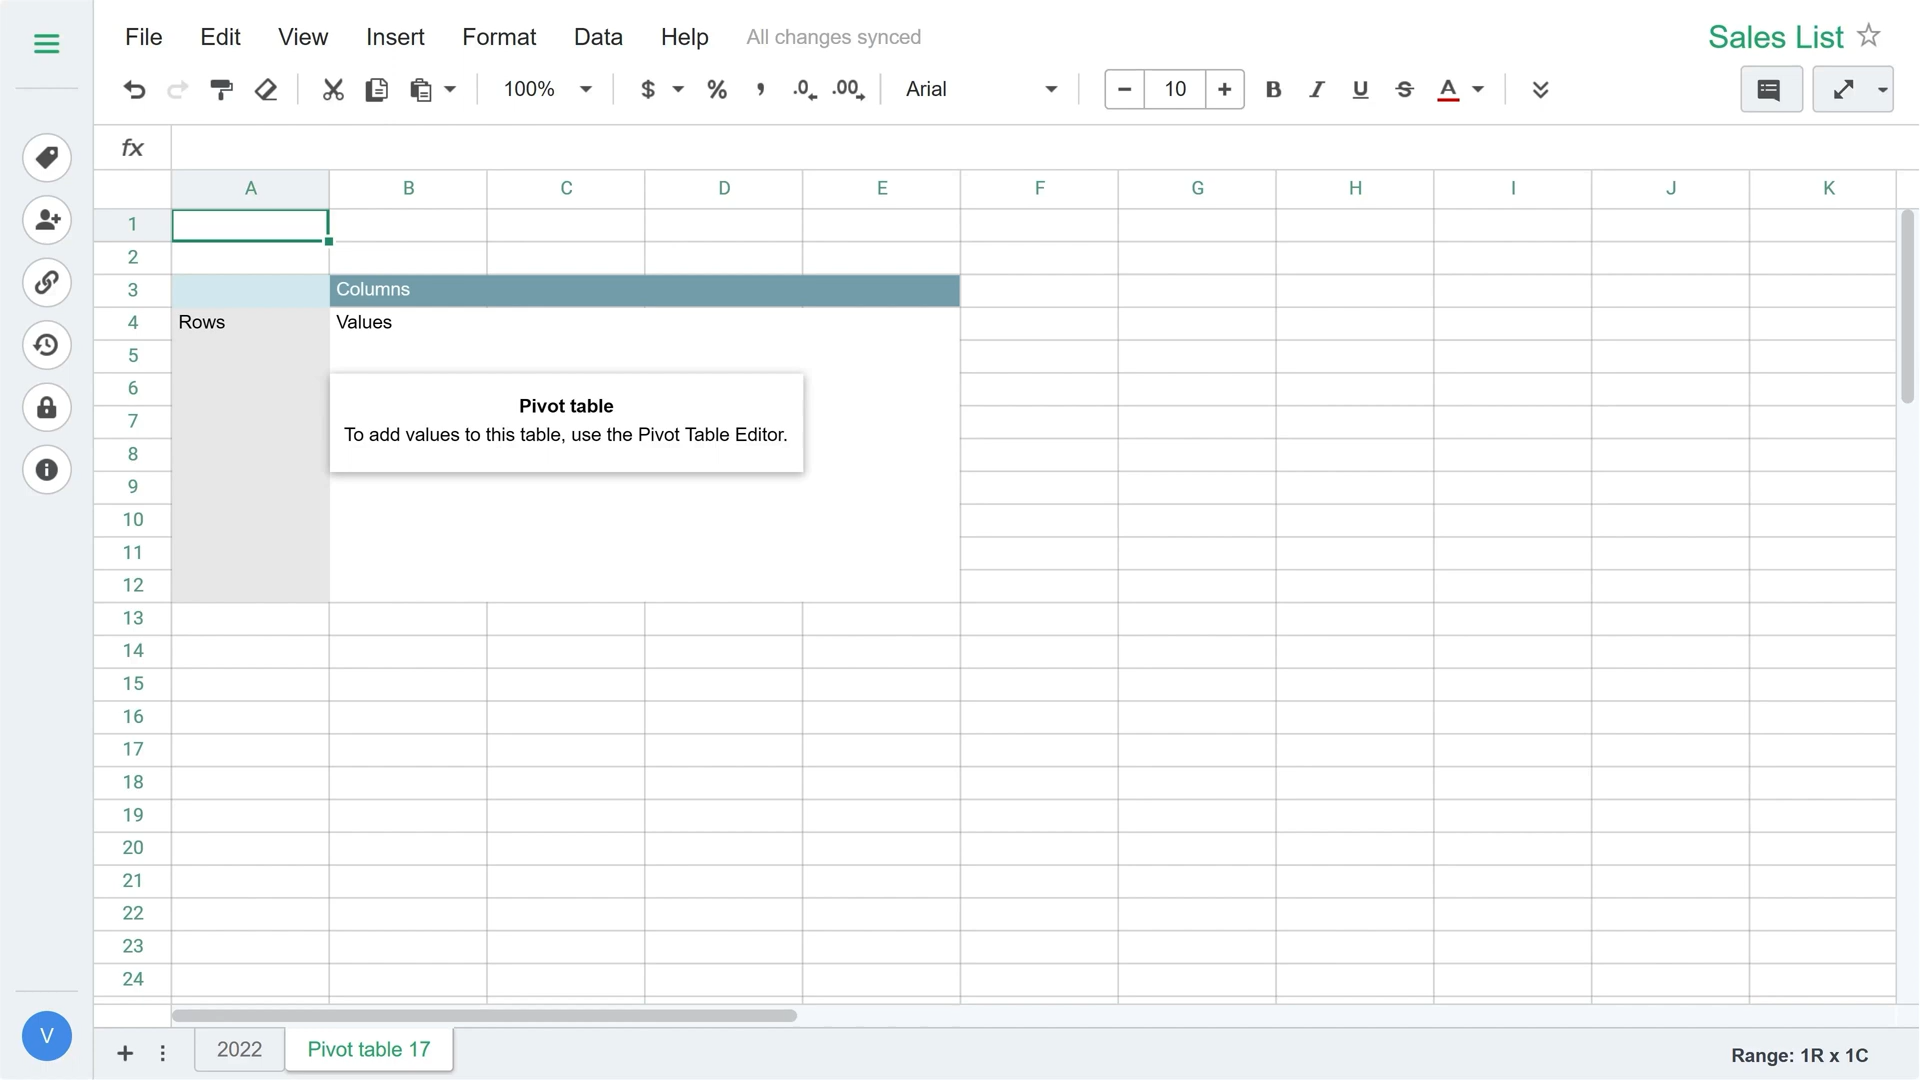 File Edit View Insert Format Data Help All changes synced
Sales List
100% $ % , .0 .00 Arial − 10 + B I U S A
fx
A B C D E F G H I J K
1
2
3 Columns
4 Rows Values
5
6
Pivot table
7
To add values to this table, use the Pivot Table Editor.
8
9
10
11
12
13
14
15
16
17
18
19
20
21
22
23
24
V
+ 2022 Pivot table 17 Range: 1R x 1C